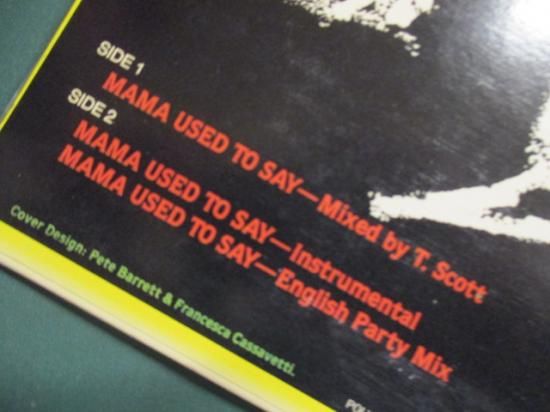 SIDE 1
MAMA USED TO SAY—Mixed by T. Scott
SIDE 2
MAMA USED TO SAY—Instrumental
MAMA USED TO SAY—English Party Mix
Cover Design: Pete Barrett & Francesca Cassavetti.